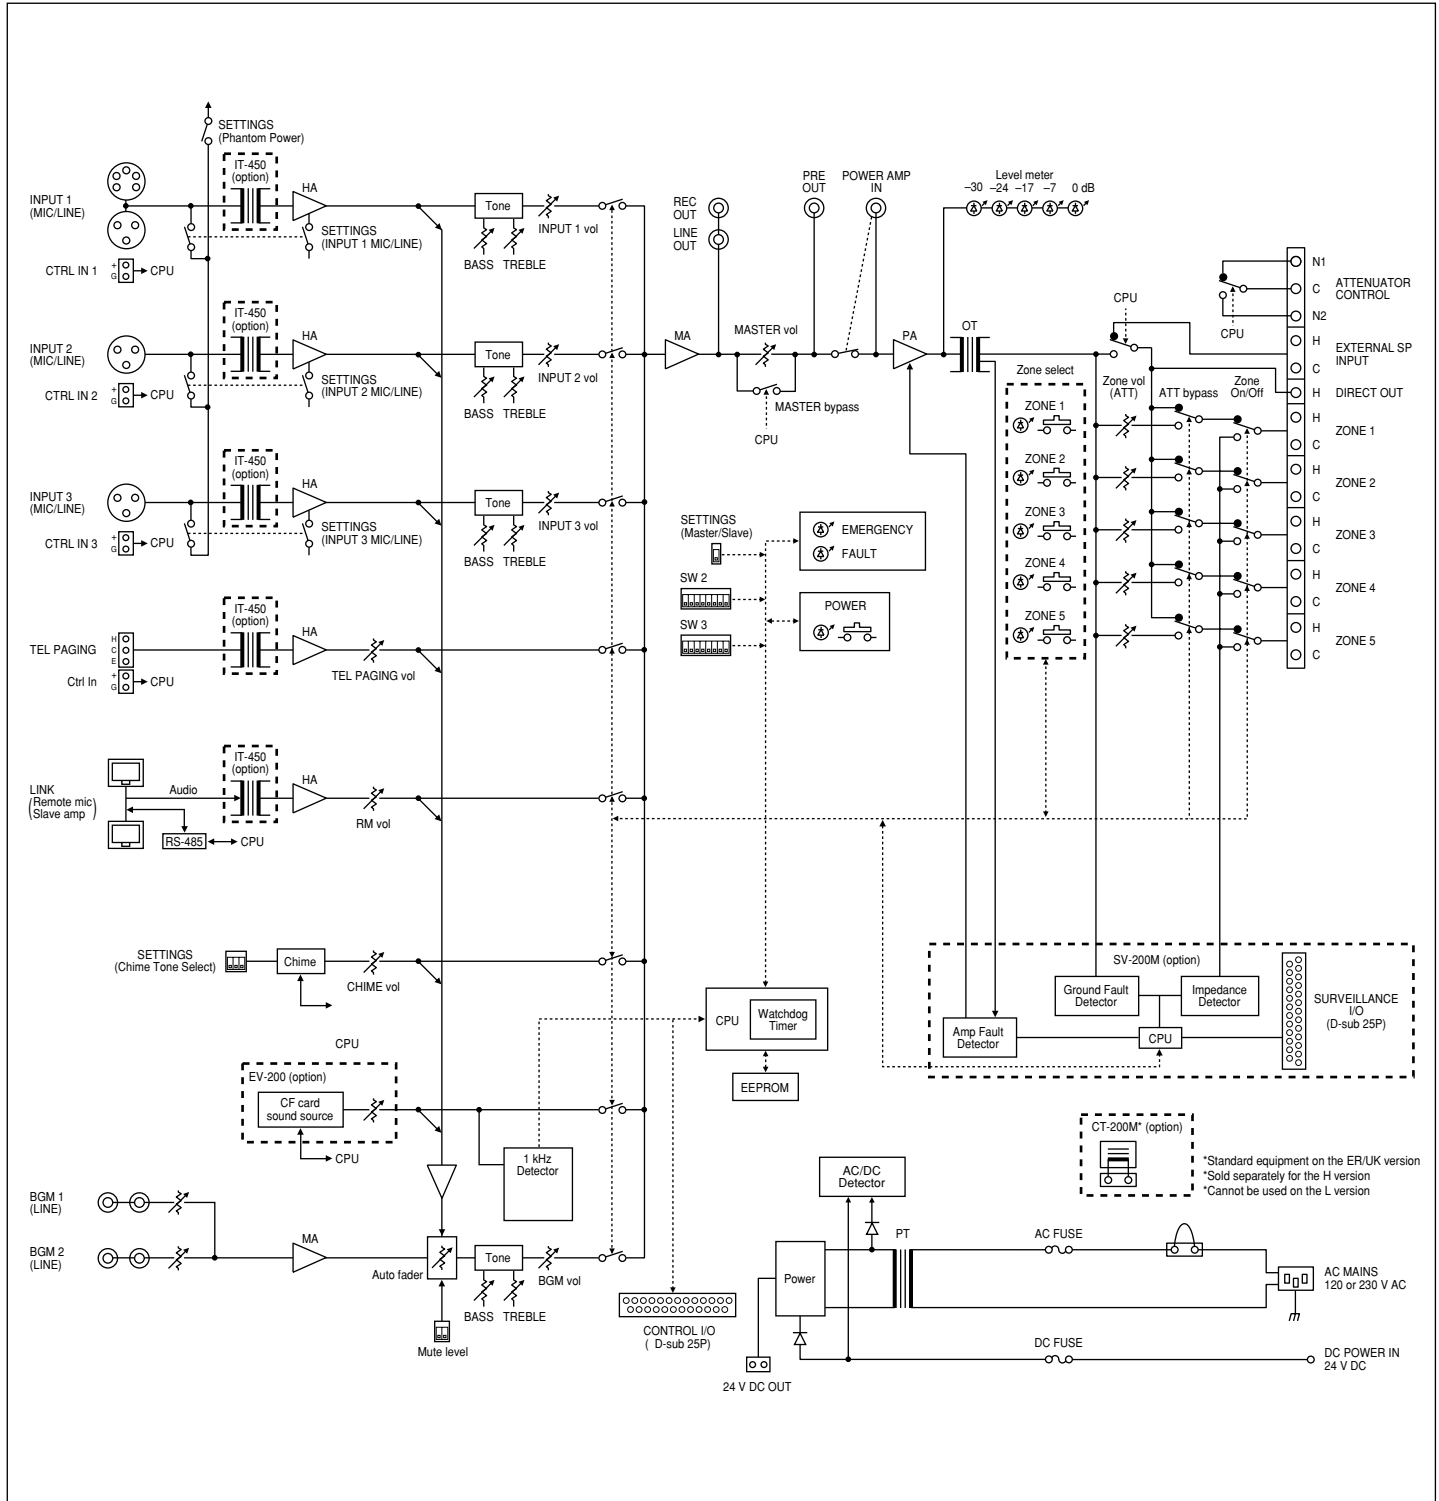 SETTINGS
(Phantom Power)
IT-450
(option)
HA
INPUT 1
(MIC/LINE)
SETTINGS
(INPUT 1 MIC/LINE)
CTRL IN 1
+
G
CPU
Tone
BASS TREBLE
INPUT 1 vol
REC
OUT
LINE
OUT
PRE
OUT
POWER AMP
IN
Level meter
–30 –24 –17 –7 0 dB
IT-450
(option)
HA
INPUT 2
(MIC/LINE)
SETTINGS
(INPUT 2 MIC/LINE)
CTRL IN 2
+
G
CPU
Tone
BASS TREBLE
INPUT 2 vol
MA
MASTER vol
MASTER bypass
CPU
PA
OT
CPU
CPU
N1
C
N2
ATTENUATOR
CONTROL
H
C
EXTERNAL SP
INPUT
H DIRECT OUT
Zone select
Zone vol
(ATT)
ATT bypass
Zone
On/Off
ZONE 1
H
C
ZONE 1
ZONE 2
H
C
ZONE 2
ZONE 3
H
C
ZONE 3
ZONE 4
H
C
ZONE 4
ZONE 5
H
C
ZONE 5
IT-450
(option)
HA
INPUT 3
(MIC/LINE)
SETTINGS
(INPUT 3 MIC/LINE)
CTRL IN 3
+
G
CPU
Tone
BASS TREBLE
INPUT 3 vol
SETTINGS
(Master/Slave)
SW 2
SW 3
EMERGENCY
FAULT
POWER
IT-450
(option)
HA
TEL PAGING
H
C
E
Ctrl In
+
G
CPU
TEL PAGING vol
IT-450
(option)
HA
LINK
(Remote mic)
(Slave amp)
Audio
RS-485
CPU
RM vol
SETTINGS
(Chime Tone Select)
Chime
CHIME vol
CPU
EV-200 (option)
CF card
sound source
CPU
1 kHz
Detector
CPU
Watchdog
Timer
EEPROM
SV-200M (option)
Ground Fault
Detector
Impedance
Detector
Amp Fault
Detector
CPU
SURVEILLANCE
I/O
(D-sub 25P)
CT-200M* (option)
*Standard equipment on the ER/UK version
*Sold separately for the H version
*Cannot be used on the L version
BGM 1
(LINE)
BGM 2
(LINE)
MA
Auto fader
Mute level
Tone
BASS TREBLE
BGM vol
CONTROL I/O
( D-sub 25P)
AC/DC
Detector
Power
PT
AC FUSE
AC MAINS
120 or 230 V AC
DC FUSE
DC POWER IN
24 V DC
24 V DC OUT